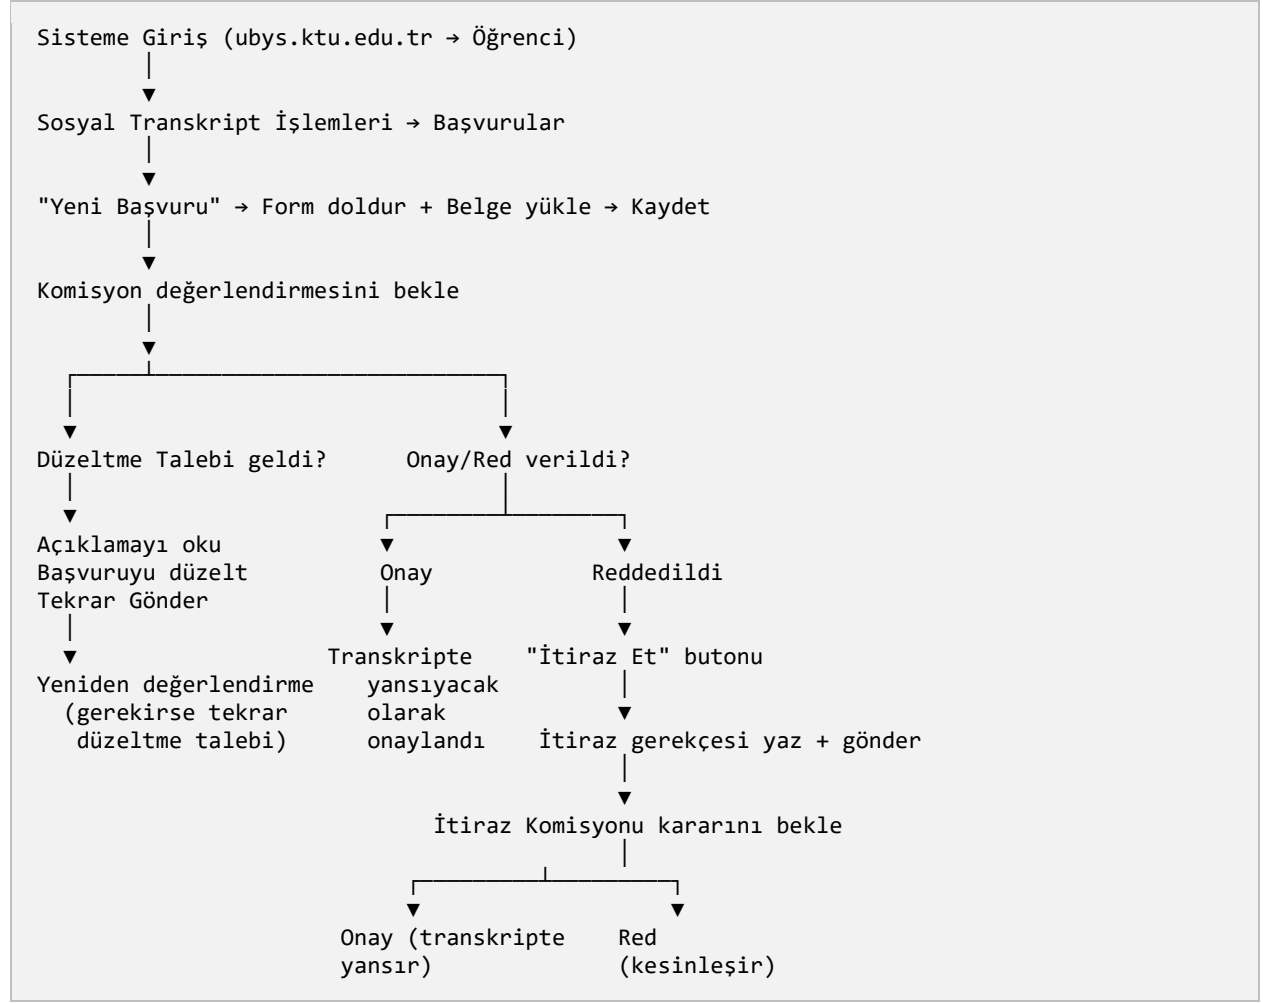 Sisteme Giriş (ubys.ktu.edu.tr → Öğrenci)
Sosyal Transkript İşlemleri → Başvurular
"Yeni Başvuru" → Form doldur + Belge yükle → Kaydet
Komisyon değerlendirmesini bekle
Düzeltme Talebi geldi? Onay/Red verildi?
Açıklamayı oku
Başvuruyu düzelt Onay Reddedildi
Tekrar Gönder
Transkripte "İtiraz Et" butonu
Yeniden değerlendirme yansıyacak
(gerekirse tekrar olarak
düzeltme talebi) onaylandı İtiraz gerekçesi yaz + gönder
İtiraz Komisyonu kararını bekle
Onay (transkripte Red
yansır) (kesinleşir)